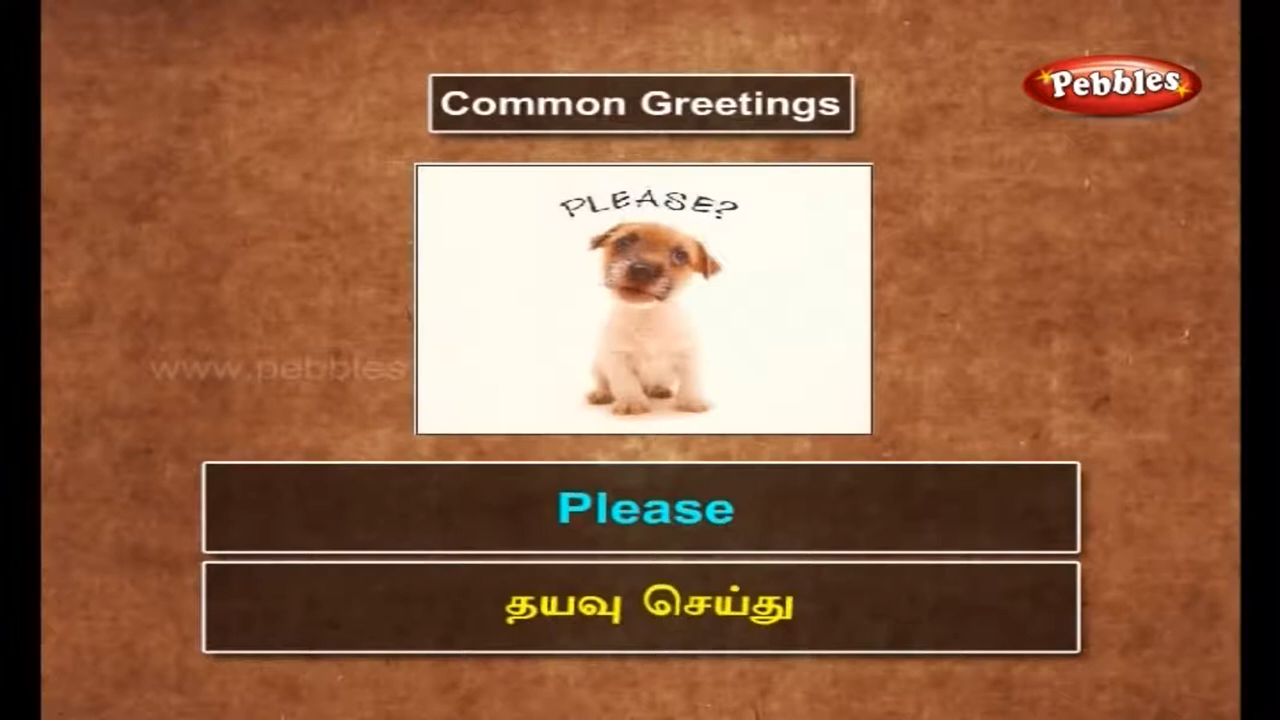 Common Greetings
Pebbles
PLEASE?
www.pebbles
Please
தயவு செய்து